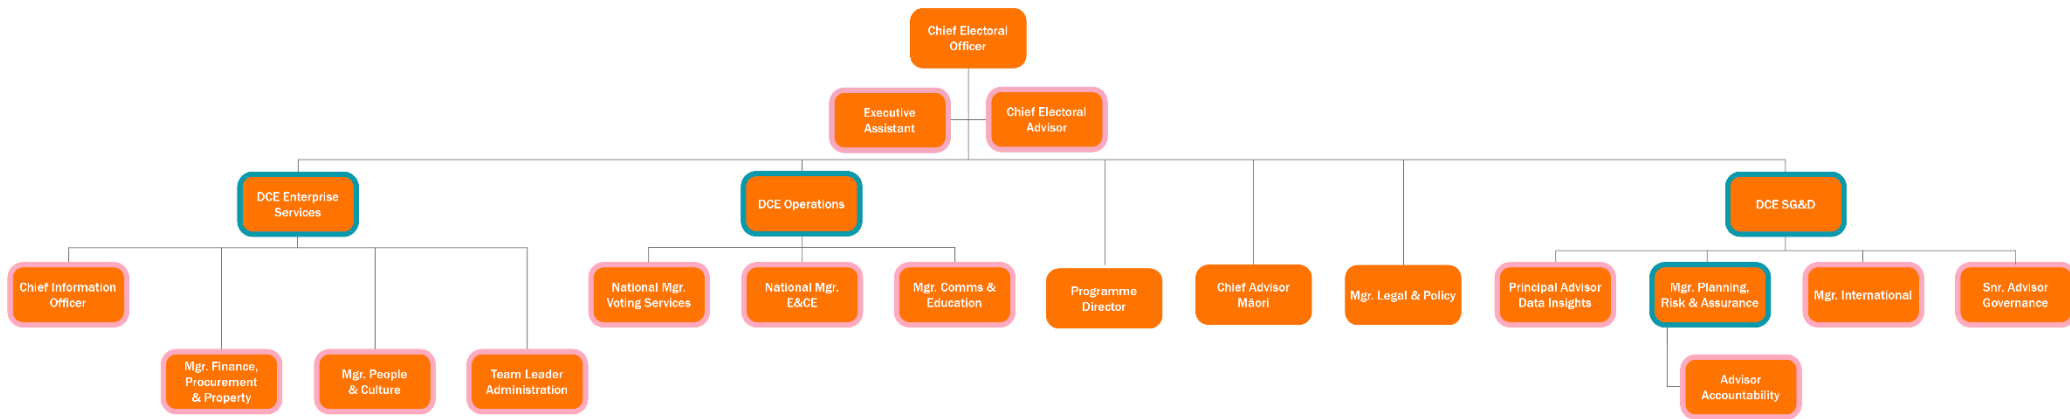 Chief Electoral
Officer
Executive
Assistant
Chief Electoral
Advisor
DCE Enterprise
Services
DCE Operations
DCE SG&D
Chief Information
Officer
National Mgr.
Voting Services
National Mgr.
E&CE
Mgr. Comms &
Education
Programme
Director
Chief Advisor
Māori
Mgr. Legal & Policy
Principal Advisor
Data Insights
Mgr. Planning,
Risk & Assurance
Mgr. International
Snr. Advisor
Governance
Mgr. Finance,
Procurement
& Property
Mgr. People
& Culture
Team Leader
Administration
Advisor
Accountability